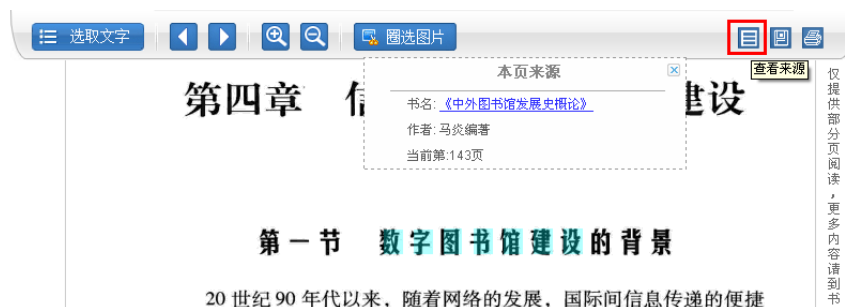 选取文字
圈选图片
查看来源
本页来源
书名:《中外图书馆发展史概论》
作者:马炎编著
当前第:143页
第四章 信
建设
第一节 数字图书馆建设的背景
20世纪90年代以来，随着网络的发展，国际间信息传递的便捷
仅提供部分页阅读，更多内容请到书